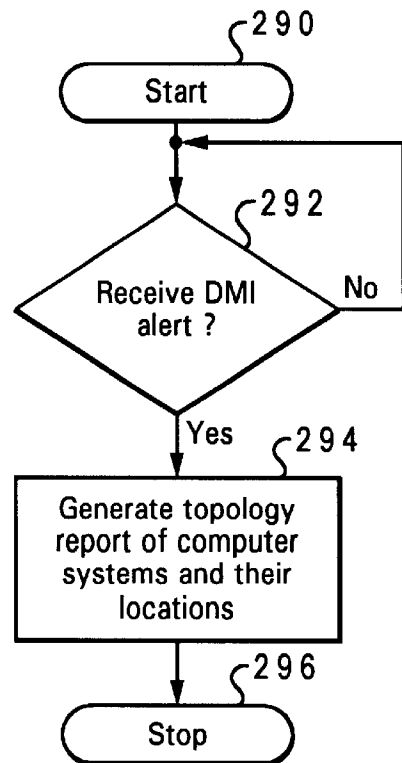 290
Start
292
Receive DMI
alert ?
No
Yes
294
Generate topology
report of computer
systems and their
locations
296
Stop